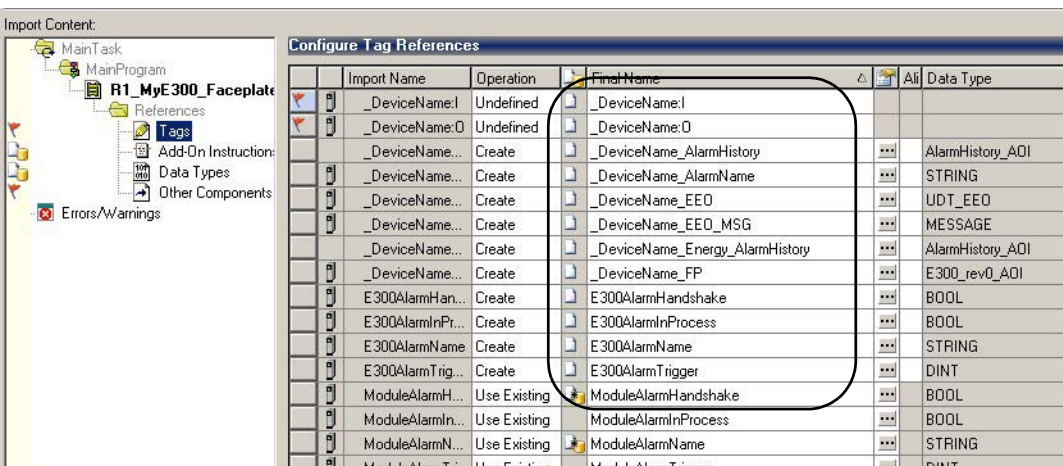 Import Content:
MainTask
MainProgram
R1_MyE300_Faceplate
References
Tags
Add-On Instruction
Data Types
Other Components
Errors/Warnings
Configure Tag References
Import Name Operation Final Name Ali Data Type
_DeviceName:I Undefined _DeviceName:I
_DeviceName:O Undefined _DeviceName:O
_DeviceName... Create _DeviceName_AlarmHistory ... AlarmHistory_AOI
_DeviceName... Create _DeviceName_AlarmName ... STRING
_DeviceName... Create _DeviceName_EEO ... UDT_EEO
_DeviceName... Create _DeviceName_EEO_MSG ... MESSAGE
_DeviceName... Create _DeviceName_Energy_AlarmHistory ... AlarmHistory_AOI
_DeviceName... Create _DeviceName_FP ... E300_rev0_AOI
E300AlarmHan... Create E300AlarmHandshake ... BOOL
E300AlarmInPr... Create E300AlarmInProcess ... BOOL
E300AlarmName Create E300AlarmName ... STRING
E300AlarmTrig... Create E300AlarmTrigger ... DINT
ModuleAlarmH... Use Existing ModuleAlarmHandshake ... BOOL
ModuleAlarmIn... Use Existing ModuleAlarmInProcess ... BOOL
ModuleAlarmN... Use Existing ModuleAlarmName ... STRING